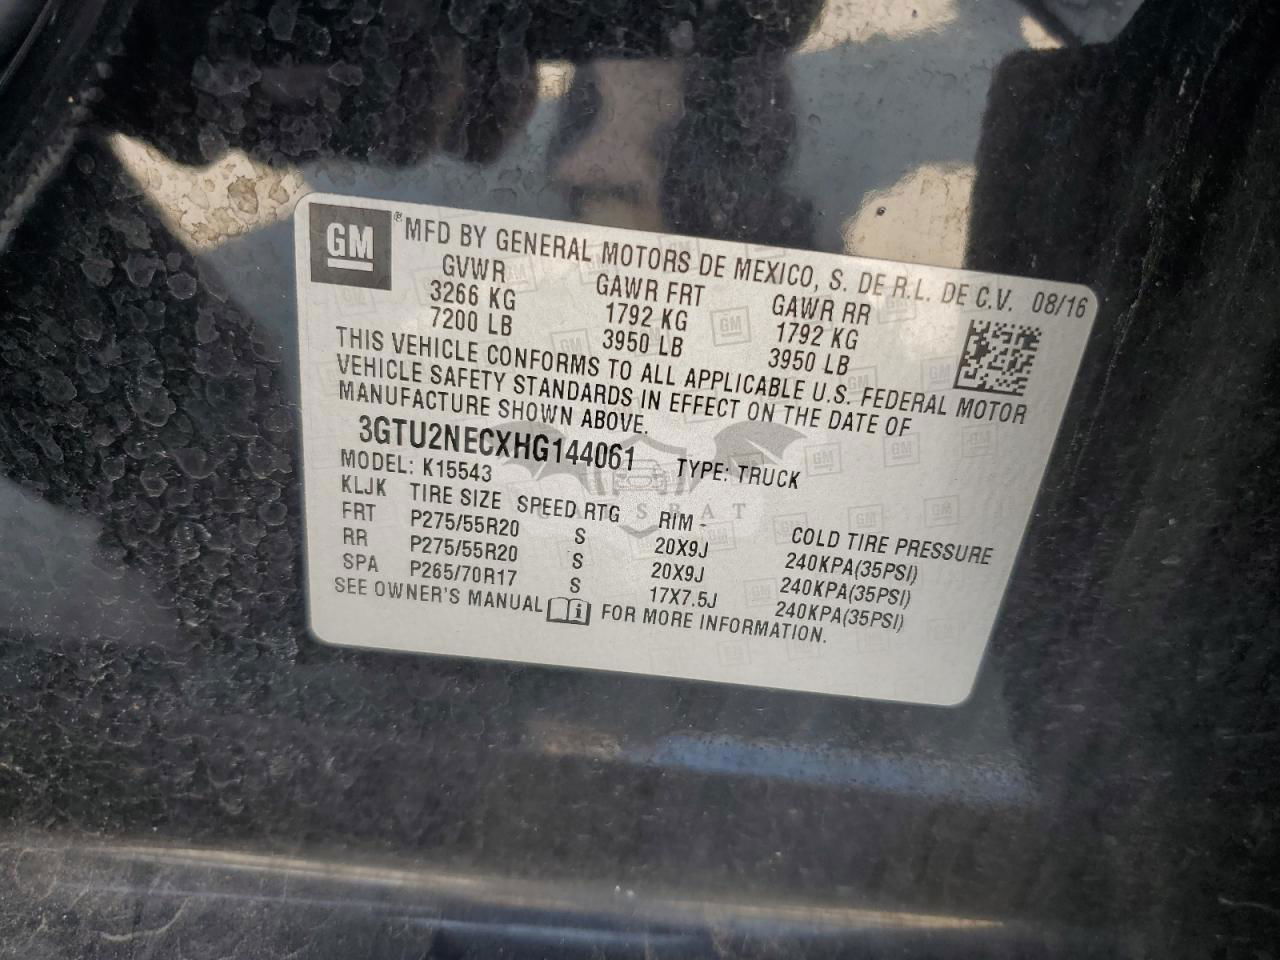 GM ® MFD BY GENERAL MOTORS DE MEXICO, S. DE R.L. DE C.V. 08/16
GVWR GAWR FRT GAWR RR
3266 KG 1792 KG 1792 KG
7200 LB 3950 LB 3950 LB
THIS VEHICLE CONFORMS TO ALL APPLICABLE U.S. FEDERAL MOTOR
VEHICLE SAFETY STANDARDS IN EFFECT ON THE DATE OF
MANUFACTURE SHOWN ABOVE.
3GTU2NECXHG144061 TYPE: TRUCK
MODEL: K15543
KLJK TIRE SIZE SPEED RTG RIM - COLD TIRE PRESSURE
FRT P275/55R20 S 20X9J 240KPA(35PSI)
RR P275/55R20 S 20X9J 240KPA(35PSI)
SPA P265/70R17 S 17X7.5J 240KPA(35PSI)
SEE OWNER'S MANUAL FOR MORE INFORMATION.